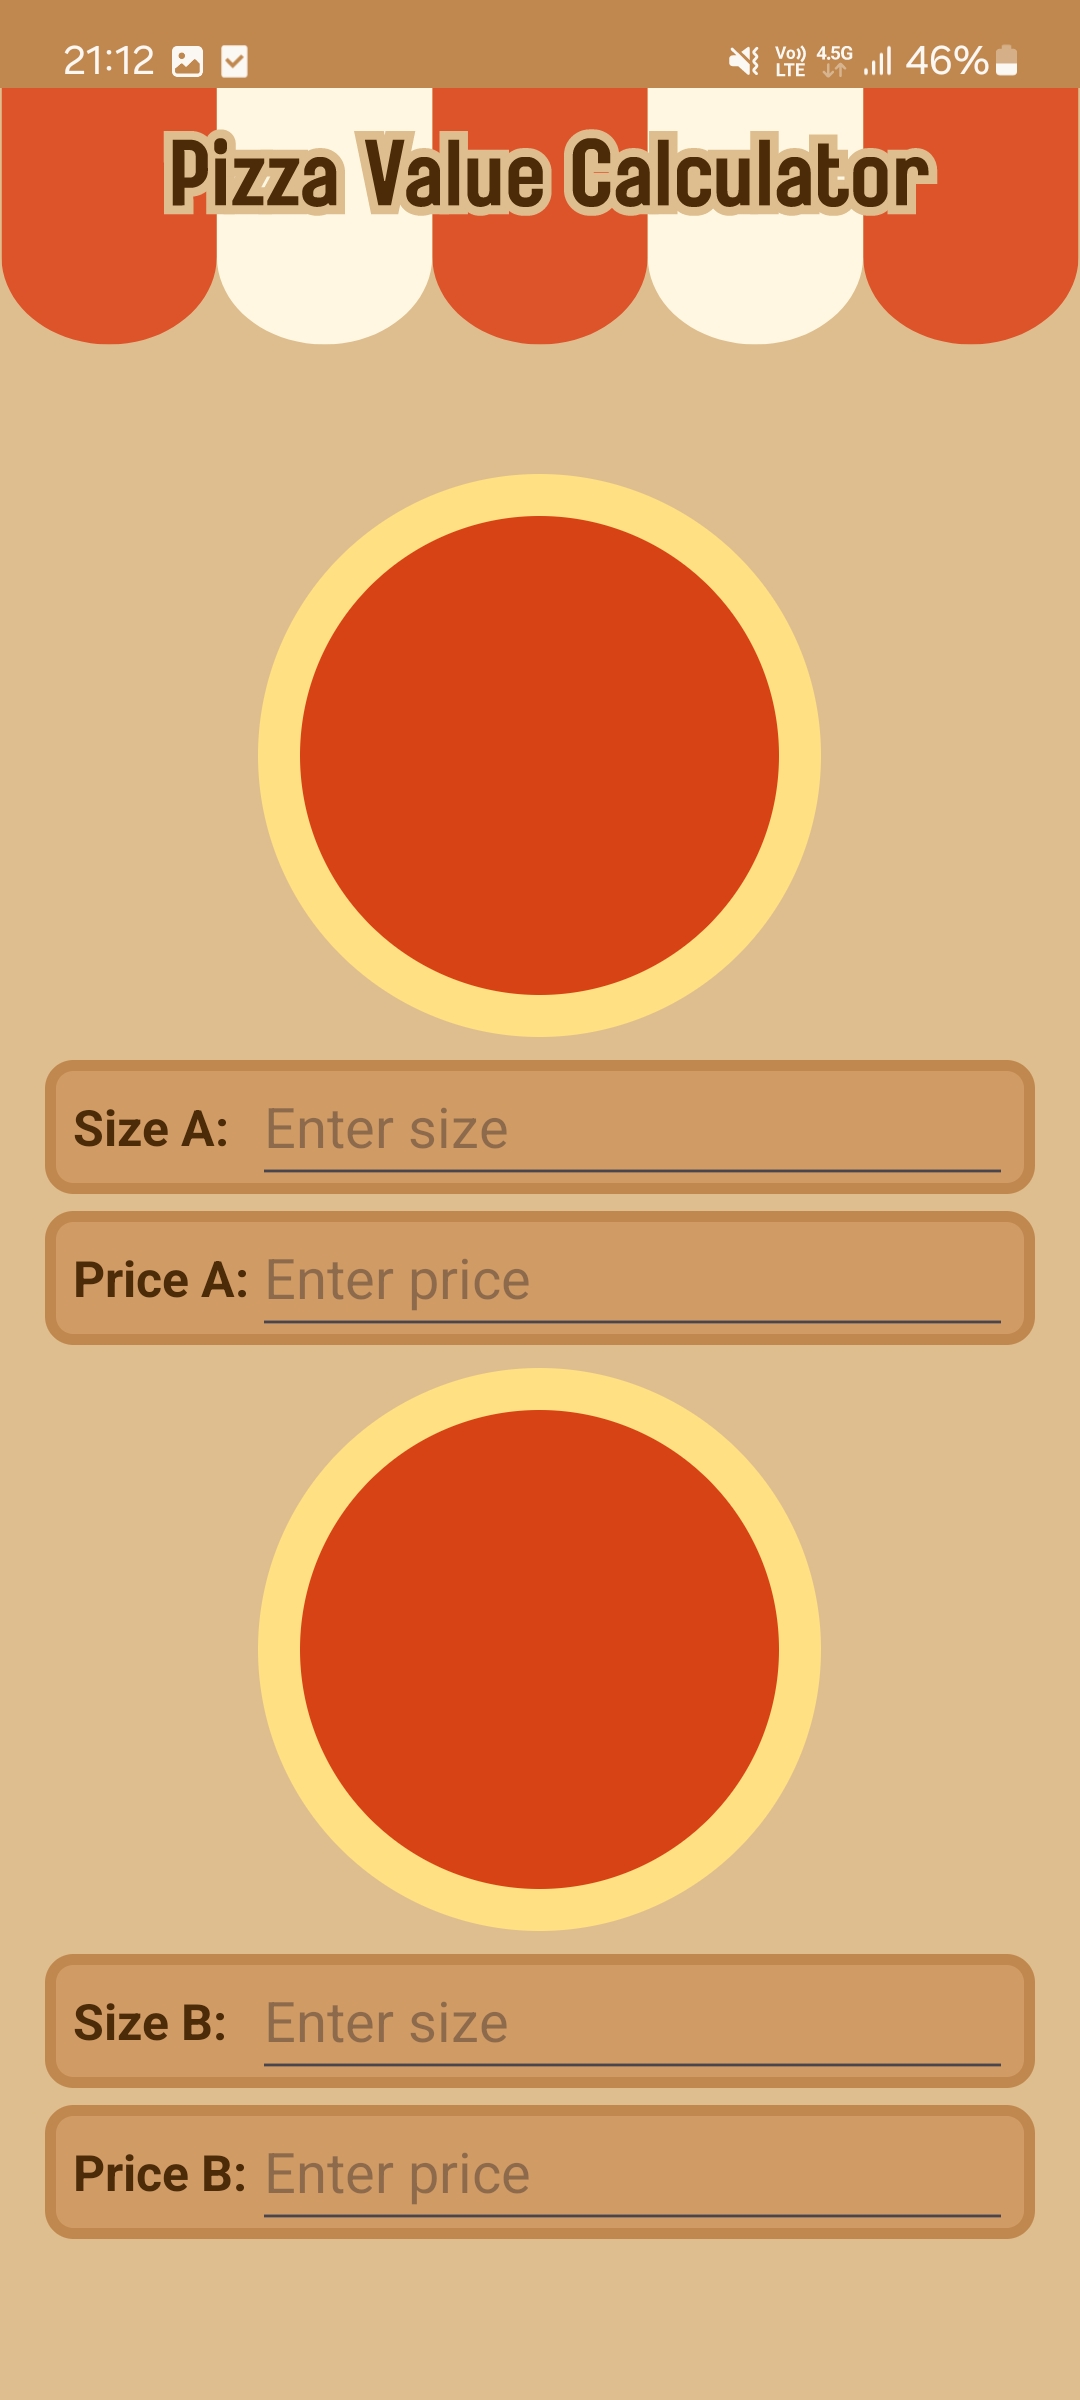 21:12 Vo)) LTE 4.5G 46%
Pizza Value Calculator
Size A: Enter size
Price A: Enter price
Size B: Enter size
Price B: Enter price